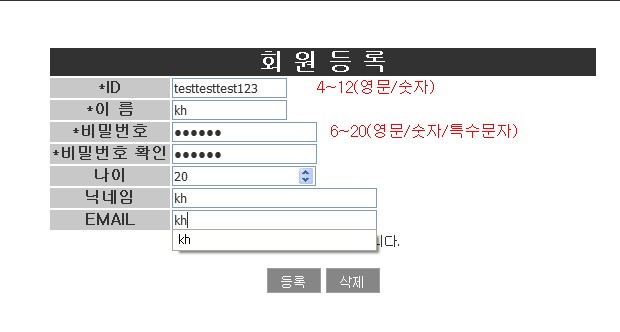 회 원 등 록
*ID testtesttest123 4~12(영문/숫자)
*이 름 kh
*비밀번호 ●●●●●● 6~20(영문/숫자/특수문자)
*비밀번호 확인 ●●●●●●
나이 20
닉네임 kh
EMAIL kh
kh 니다.
등록 삭제